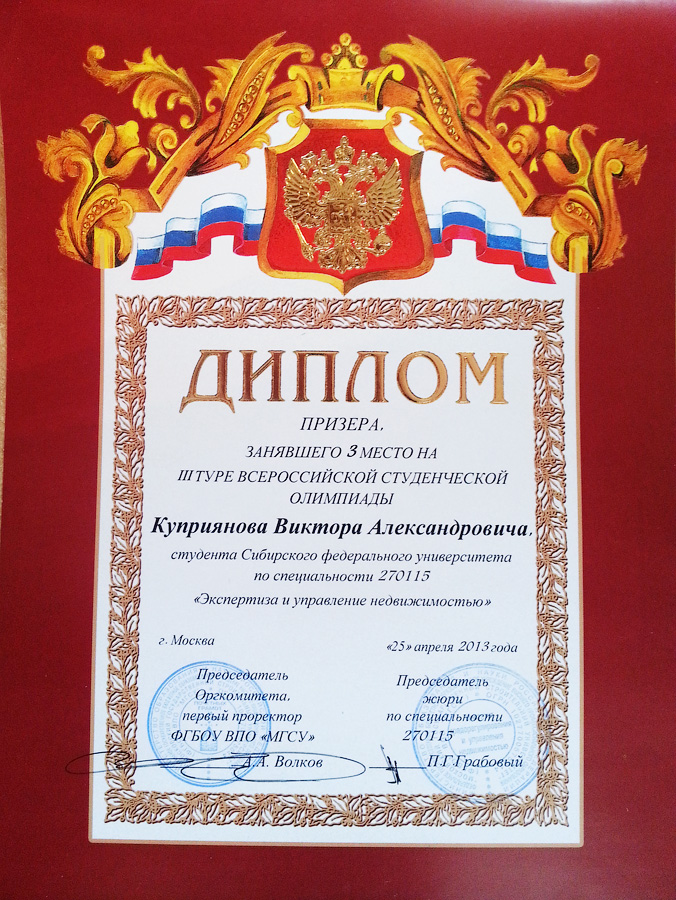 ДИПЛОМ
ПРИЗЕРА,
ЗАНЯВШЕГО 3 МЕСТО НА
III ТУРЕ ВСЕРОССИЙСКОЙ СТУДЕНЧЕСКОЙ
ОЛИМПИАДЫ
Куприянова Виктора Александровича,
студента Сибирского федерального университета
по специальности 270115
«Экспертиза и управление недвижимостью»
г. Москва
«25» апреля 2013 года
Председатель
Оргкомитета,
первый проректор
ФГБОУ ВПО «МГСУ»
А.А. Волков
Председатель
жюри
по специальности
270115
П.Г.Грабовый